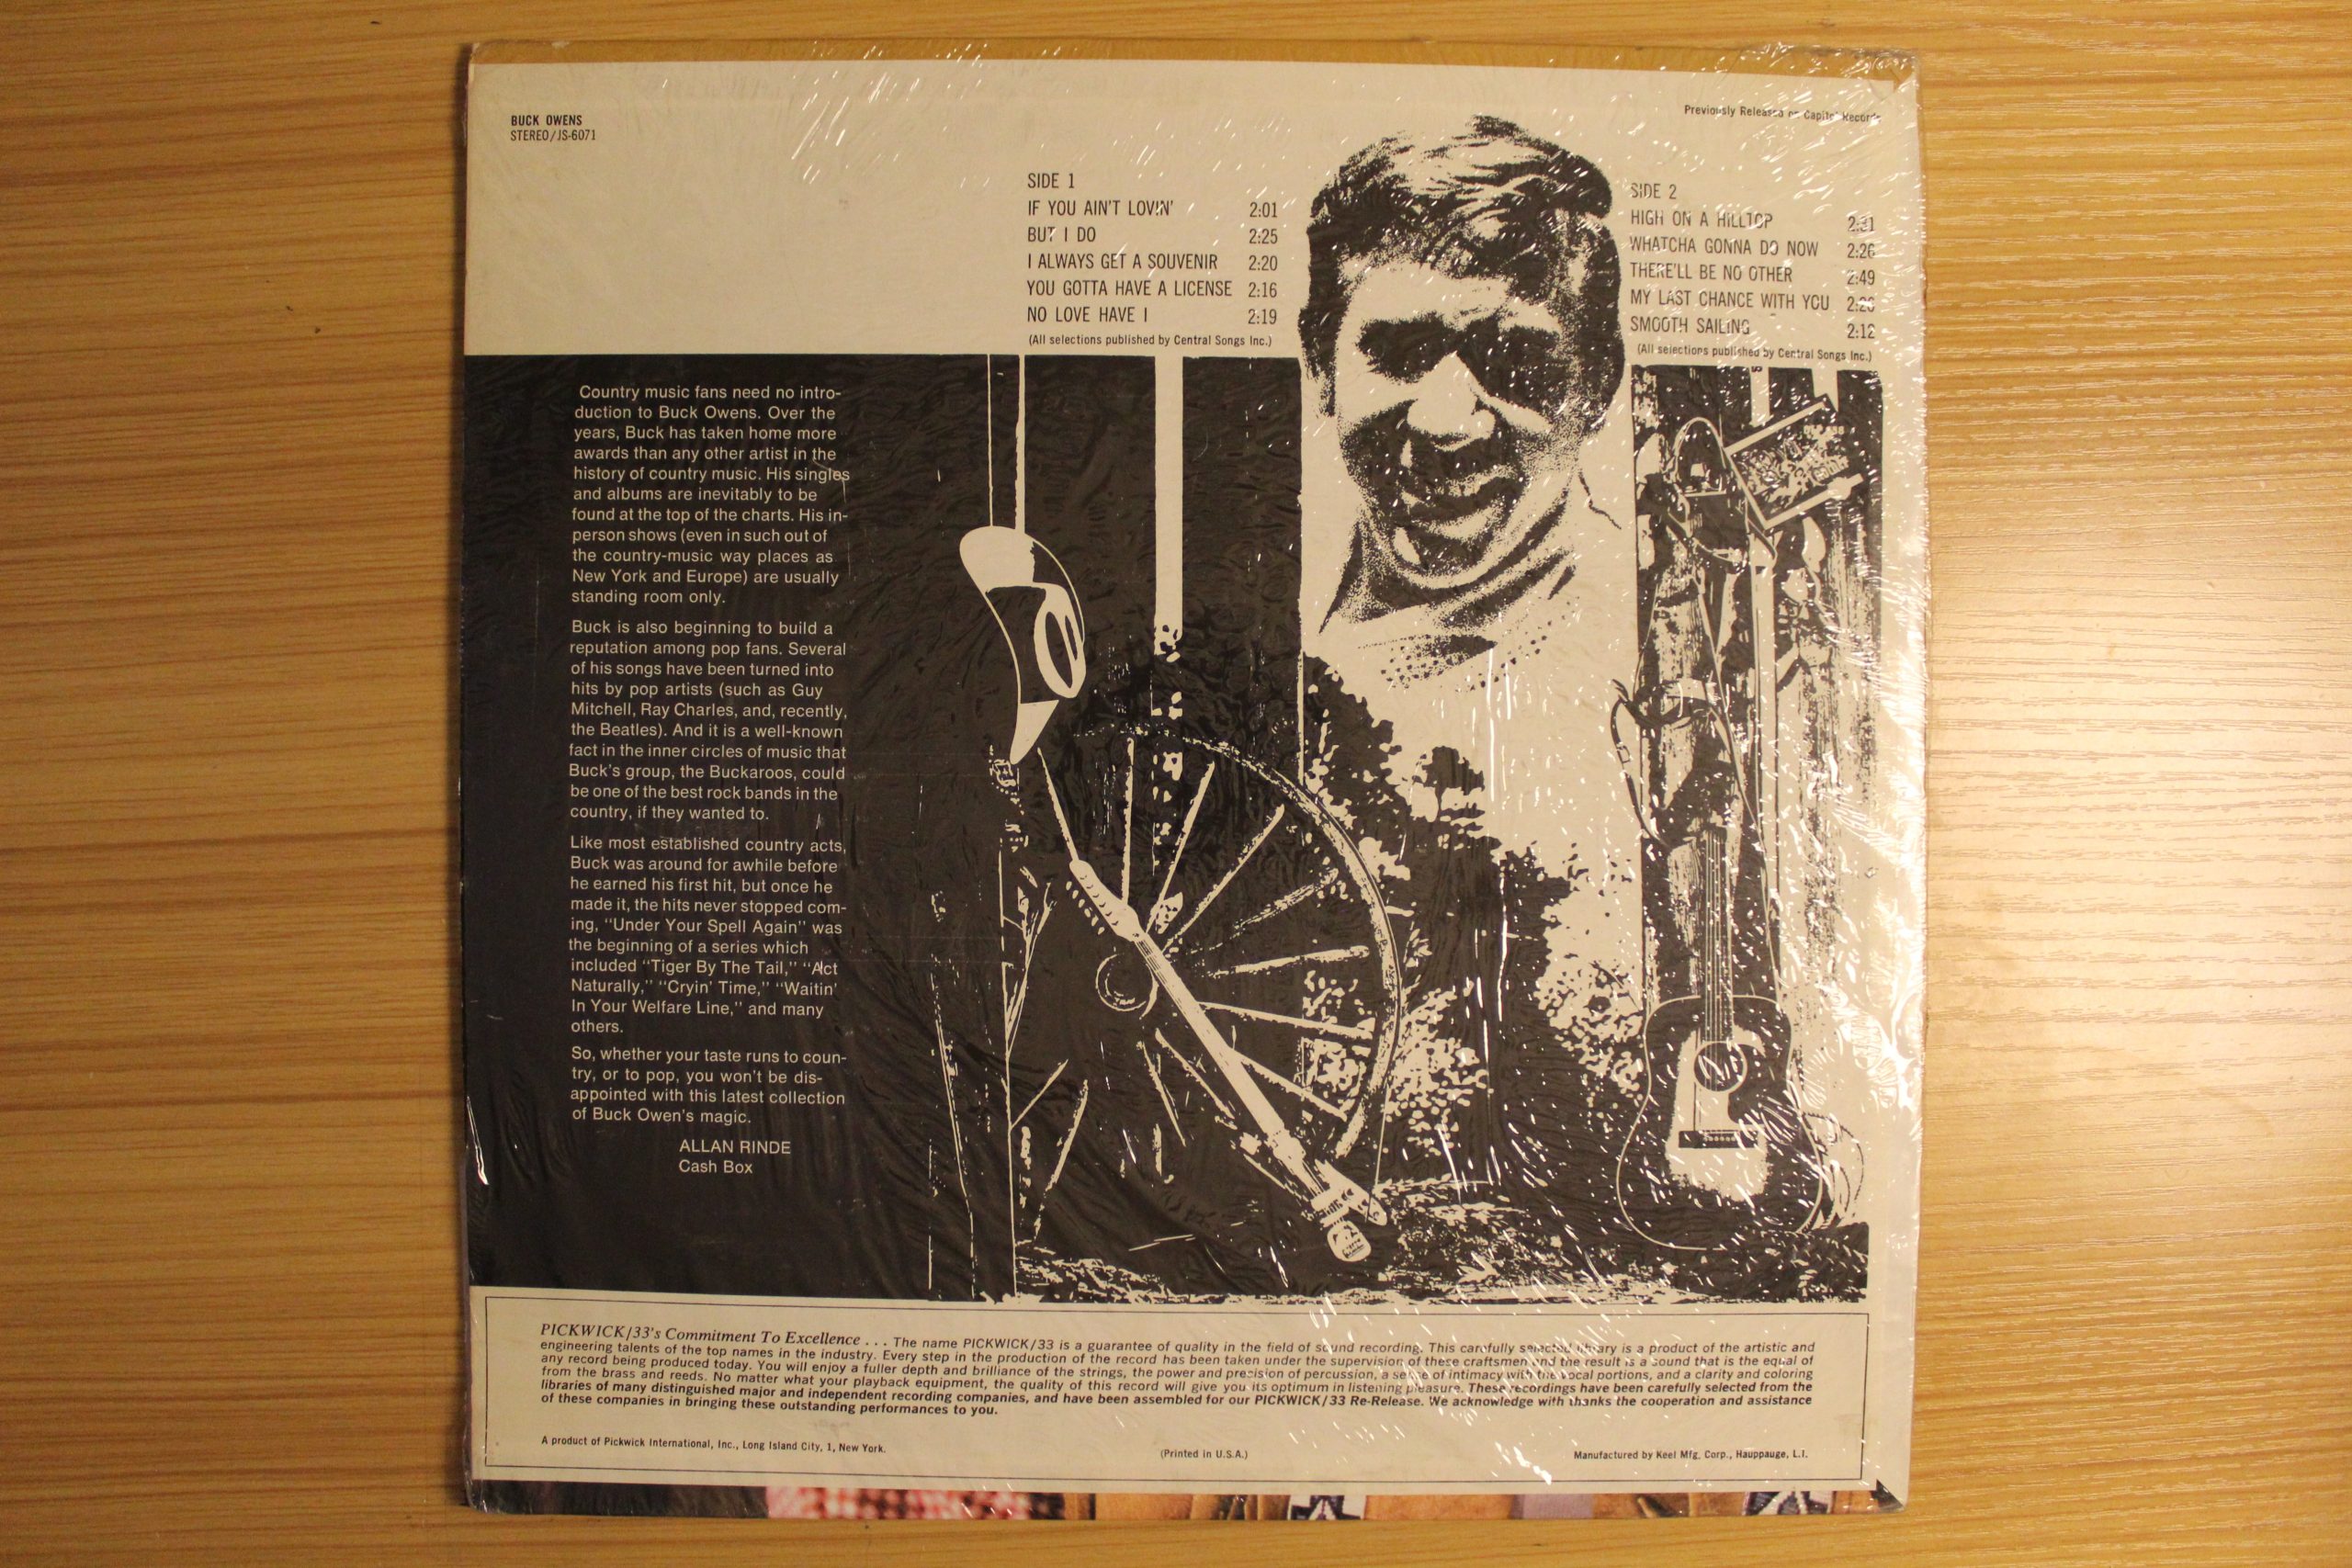 BUCK OWENS
STEREO/JS-6071
Previously Released on Capitol Records
SIDE 1
IF YOU AIN'T LOVIN' 2:01
BUT I DO 2:25
I ALWAYS GET A SOUVENIR 2:20
YOU GOTTA HAVE A LICENSE 2:16
NO LOVE HAVE I 2:19
(All selections published by Central Songs Inc.)
SIDE 2
HIGH ON A HILLTOP
WHATCHA GONNA DO NOW 2:26
THERE'LL BE NO OTHER 2:49
MY LAST CHANCE WITH YOU
SMOOTH SAILING 2:12
(All selections published by Central Songs Inc.)
Country music fans need no intro-
duction to Buck Owens. Over the
years, Buck has taken home more
awards than any other artist in the
history of country music. His singles
and albums are inevitably to be
found at the top of the charts. His in-
person shows (even in such out of
the country-music way places as
New York and Europe) are usually
standing room only.
Buck is also beginning to build a
reputation among pop fans. Several
of his songs have been turned into
hits by pop artists (such as Guy
Mitchell, Ray Charles, and, recently,
the Beatles). And it is a well-known
fact in the inner circles of music that
Buck's group, the Buckaroos, could
be one of the best rock bands in the
country, if they wanted to.
Like most established country acts,
Buck was around for awhile before
he earned his first hit, but once he
made it, the hits never stopped com-
ing, "Under Your Spell Again" was
the beginning of a series which
included "Tiger By The Tail," "Act
Naturally," "Cryin' Time," "Waitin'
In Your Welfare Line," and many
others.
So, whether your taste runs to coun-
try, or to pop, you won't be dis-
appointed with this latest collection
of Buck Owen's magic.
ALLAN RINDE
Cash Box
PICKWICK/33's Commitment To Excellence . . . The name PICKWICK/33 is a guarantee of quality in the field of sound recording. This carefully selected library is a product of the artistic and
engineering talents of the top names in the industry. Every step in the production of the record has been taken under the supervision of these craftsmen and the result is a sound that is the equal of
any record being produced today. You will enjoy a fuller depth and brilliance of the strings, the power and precision of percussion, a sense of intimacy with the vocal portions, and a clarity and coloring
from the brass and reeds. No matter what your playback equipment, the quality of this record will give you its optimum in listening pleasure. These recordings have been carefully selected from the
libraries of many distinguished major and independent recording companies, and have been assembled for our PICKWICK/33 Re-Release. We acknowledge with thanks the cooperation and assistance
of these companies in bringing these outstanding performances to you.
A product of Pickwick International, Inc., Long Island City, 1, New York.
(Printed in U.S.A.)
Manufactured by Keel Mfg. Corp., Hauppauge, L.I.